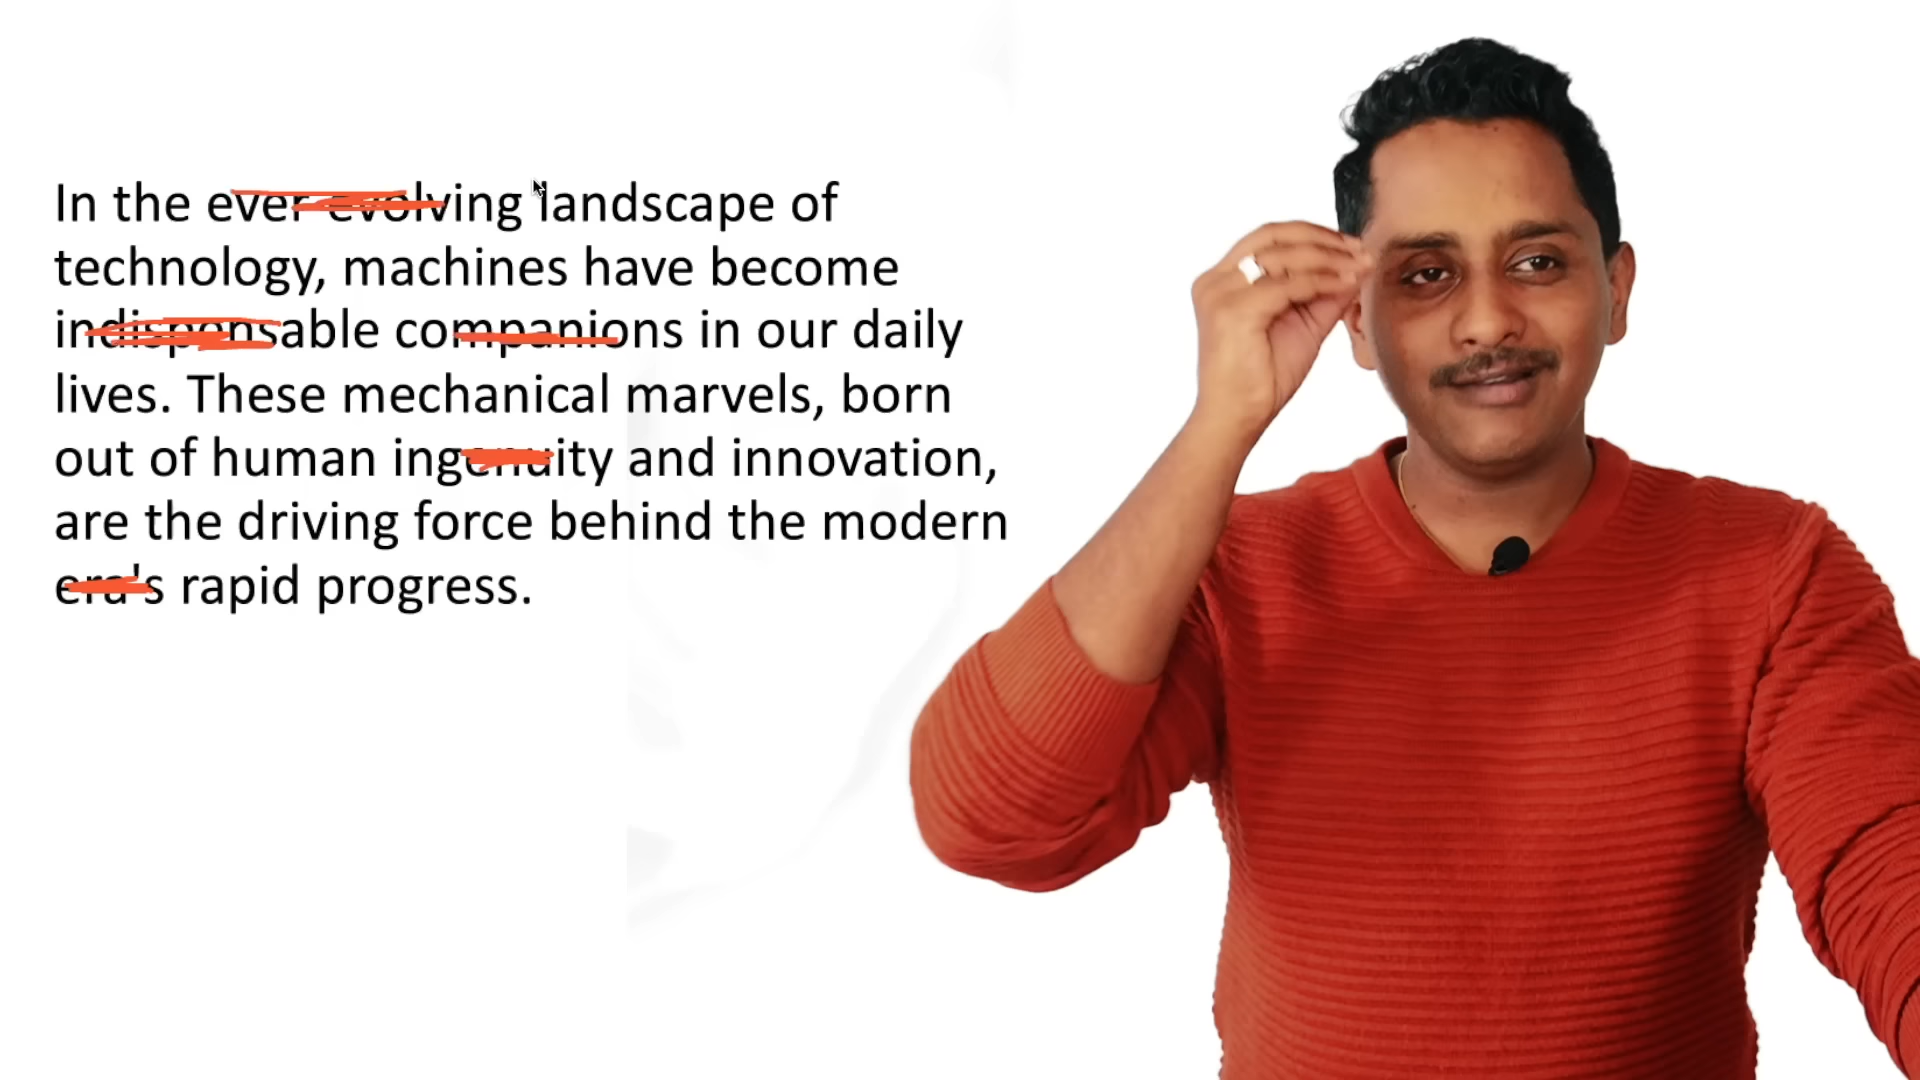 In the ever evolving landscape of
technology, machines have become
indispensable companions in our daily
lives. These mechanical marvels, born
out of human ingenuity and innovation,
are the driving force behind the modern
era's rapid progress.